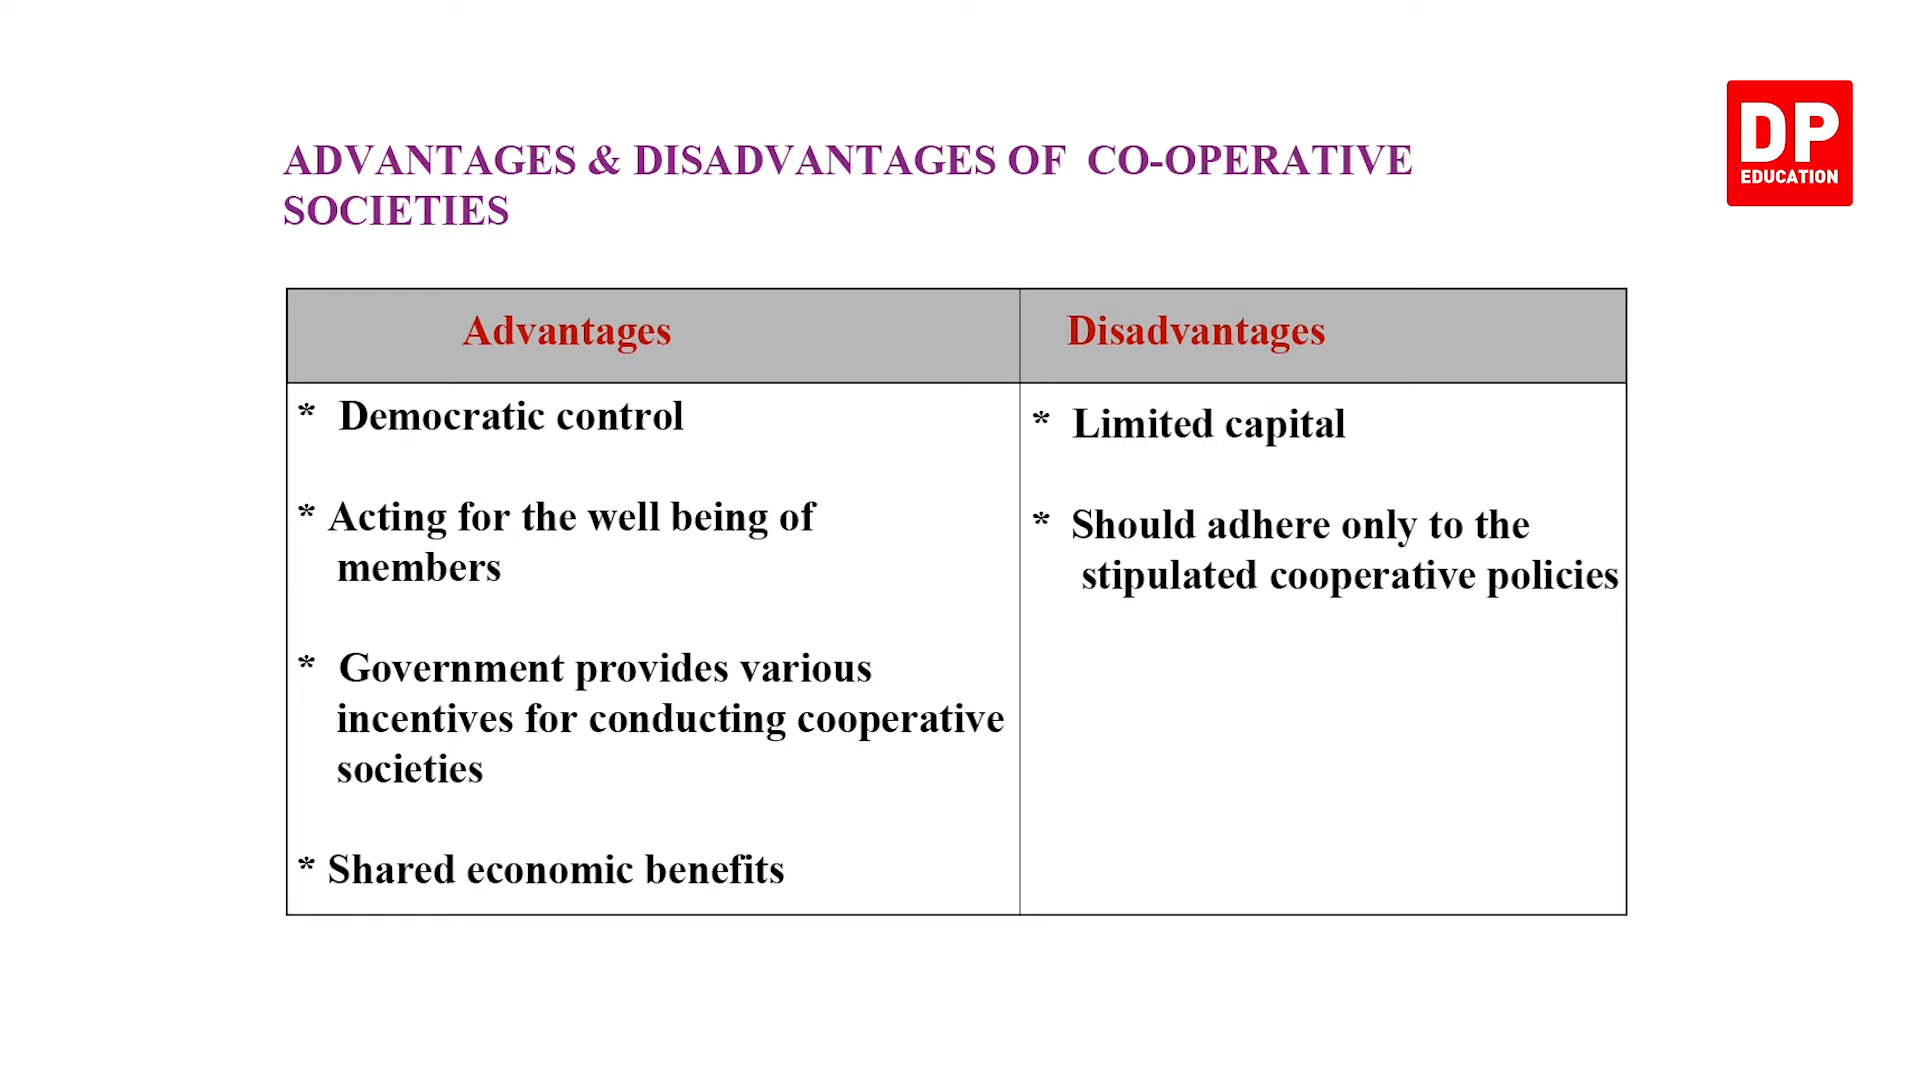 DP
EDUCATION
ADVANTAGES & DISADVANTAGES OF CO-OPERATIVE
SOCIETIES
Advantages
* Democratic control
* Acting for the well being of
members
* Government provides various
incentives for conducting cooperative
societies
* Shared economic benefits
Disadvantages
* Limited capital
* Should adhere only to the
stipulated cooperative policies